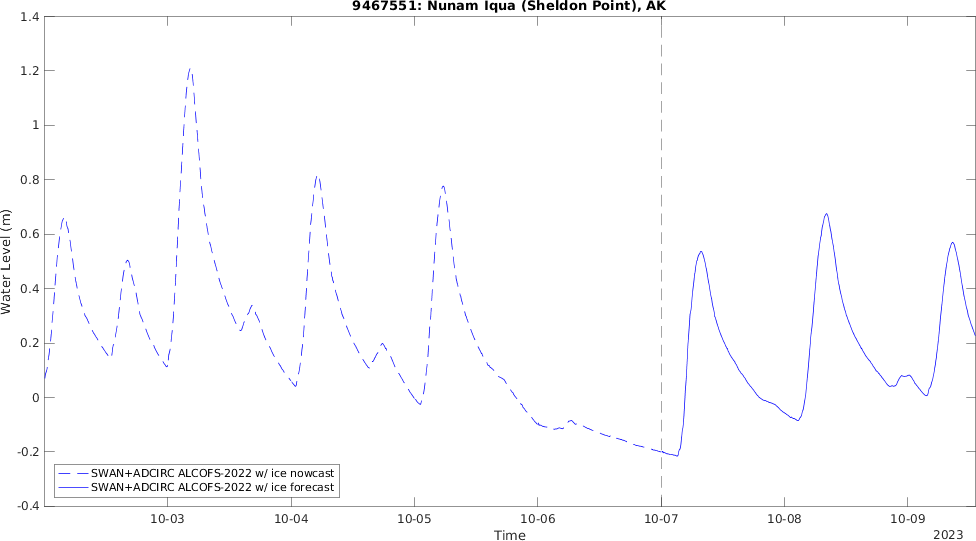 9467551: Nunam Iqua (Sheldon Point), AK
1.4
1.2
1
0.8
0.6
0.4
0.2
0
-0.2
-0.4
Water Level (m)
SWAN+ADCIRC ALCOFS-2022 w/ ice nowcast
SWAN+ADCIRC ALCOFS-2022 w/ ice forecast
10-03 10-04 10-05 10-06 10-07 10-08 10-09
Time
2023